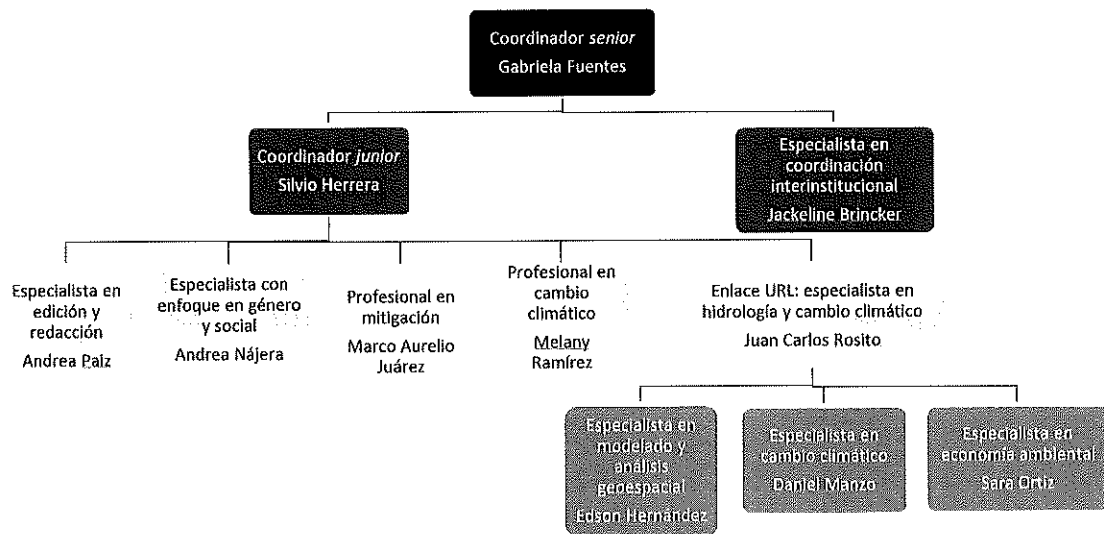 Coordinador senior
Gabriela Fuentes
Coordinador junior
Silvio Herrera
Especialista en
coordinación
interinstitucional
Jackeline Brincker
Especialista en
edición y
redacción
Andrea Paiz
Especialista con
enfoque en género
y social
Andrea Nájera
Profesional en
mitigación
Marco Aurelio
Juárez
Profesional en
cambio
climático
Melany
Ramírez
Enlace URL: especialista en
hidrología y cambio climático
Juan Carlos Rosito
Especialista en
modelado y
análisis
geoespacial
Edson Hernández
Especialista en
cambio climático
Daniel Manzo
Especialista en
economía ambiental
Sara Ortiz